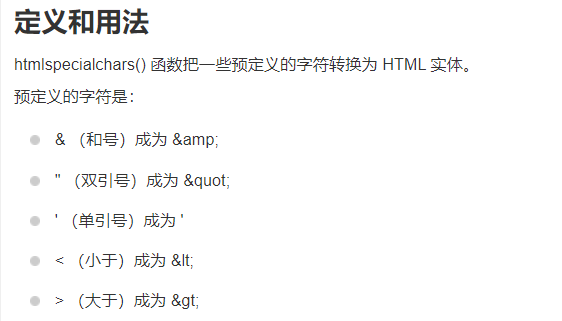 定义和用法
htmlspecialchars() 函数把一些预定义的字符转换为 HTML 实体。
预定义的字符是：
& （和号）成为 &amp;
" （双引号）成为 &quot;
' （单引号）成为 '
< （小于）成为 &lt;
> （大于）成为 &gt;